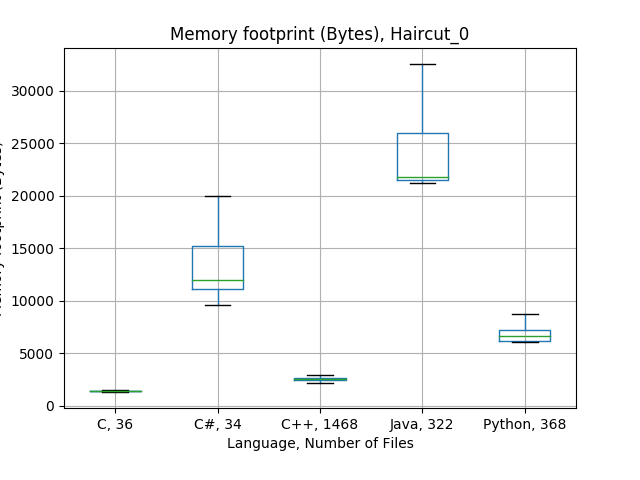 Memory footprint (Bytes), Haircut_0
30000
25000
20000
15000
10000
5000
0
C, 36
C#, 34
C++, 1468
Java, 322
Python, 368
Language, Number of Files